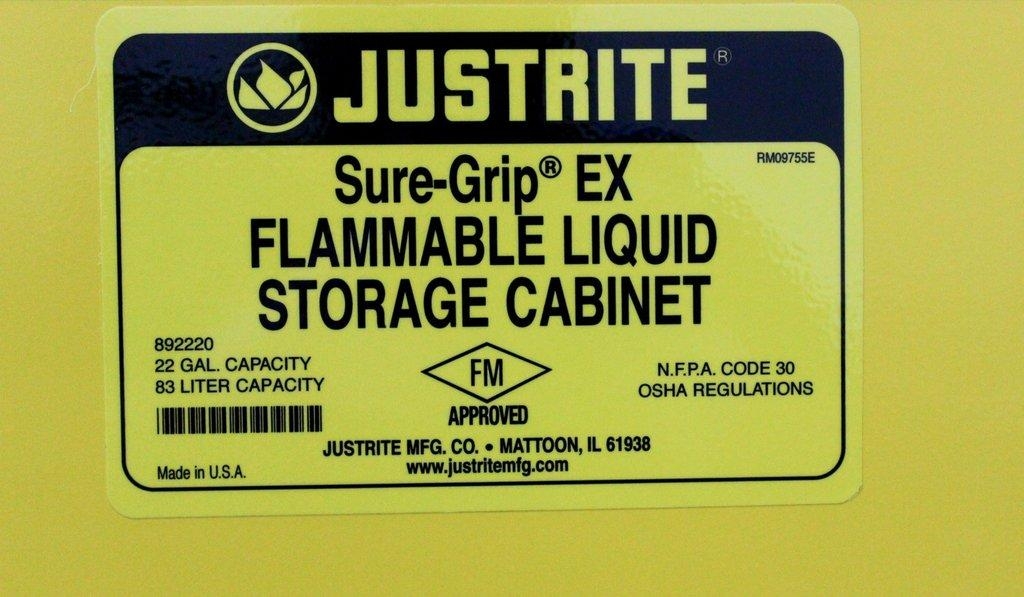 JUSTRITE®
RM09755E
Sure-Grip® EX
FLAMMABLE LIQUID
STORAGE CABINET
892220
22 GAL. CAPACITY
83 LITER CAPACITY
FM
APPROVED
N.F.P.A. CODE 30
OSHA REGULATIONS
JUSTRITE MFG. CO. • MATTOON, IL 61938
www.justritemfg.com
Made in U.S.A.